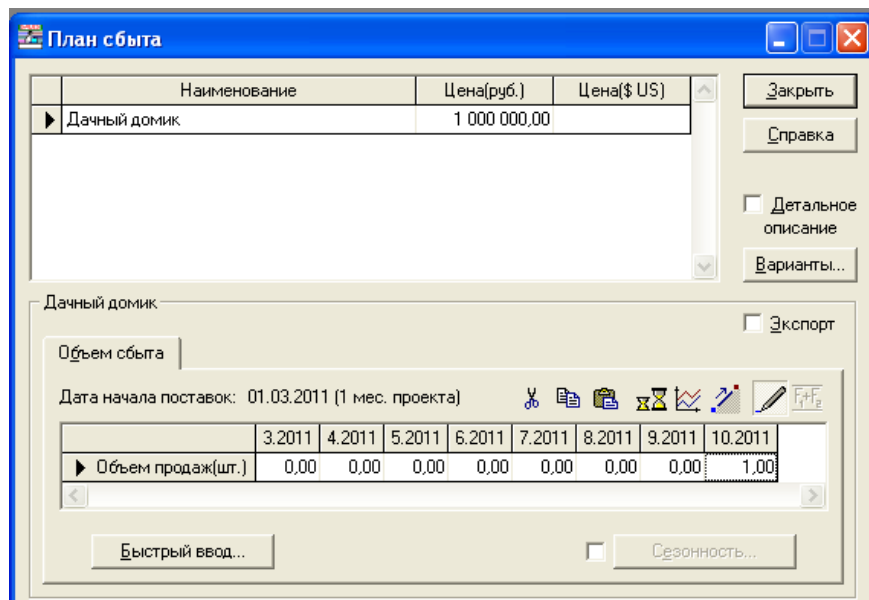 План сбыта
Наименование Цена(руб.) Цена($ US)
Дачный домик 1 000 000,00
Закрыть
Справка
Детальное
описание
Варианты...
Дачный домик
Экспорт
Объем сбыта
Дата начала поставок: 01.03.2011 (1 мес. проекта)
F1+F2
3.2011 4.2011 5.2011 6.2011 7.2011 8.2011 9.2011 10.2011
Объем продаж(шт.) 0,00 0,00 0,00 0,00 0,00 0,00 0,00 1,00
Быстрый ввод...
Сезонность...